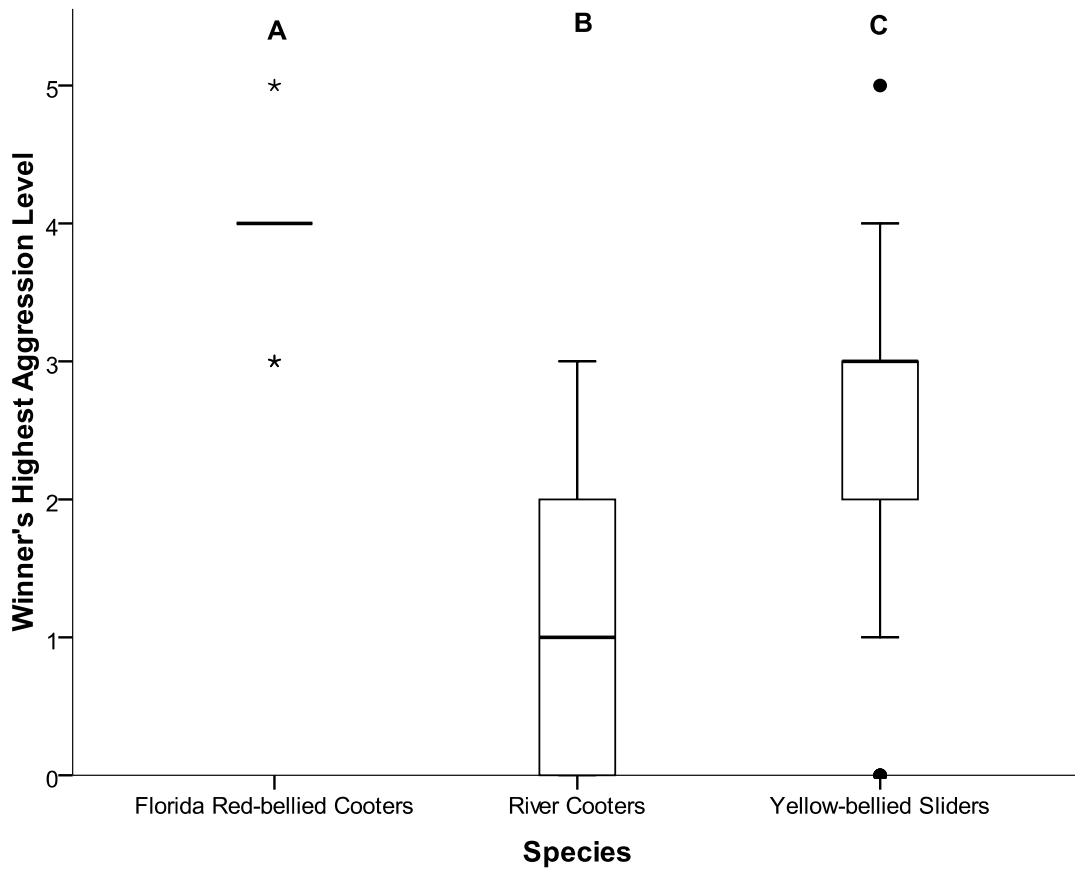 A B C
5
4
3
2
1
0
Winner's Highest Aggression Level
Florida Red-bellied Cooters River Cooters Yellow-bellied Sliders
Species